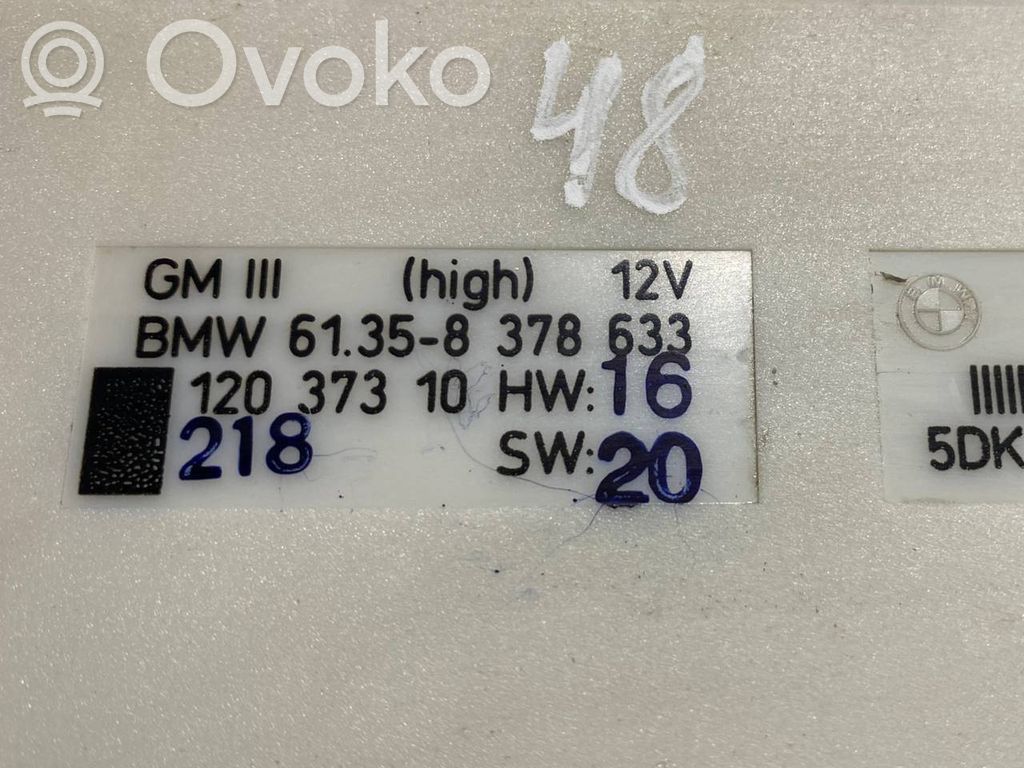 Ovoko
48
GM III (high) 12V
BMW 61.35-8 378 633
120 373 10 HW: 16
218 SW: 20
BMW
5DK